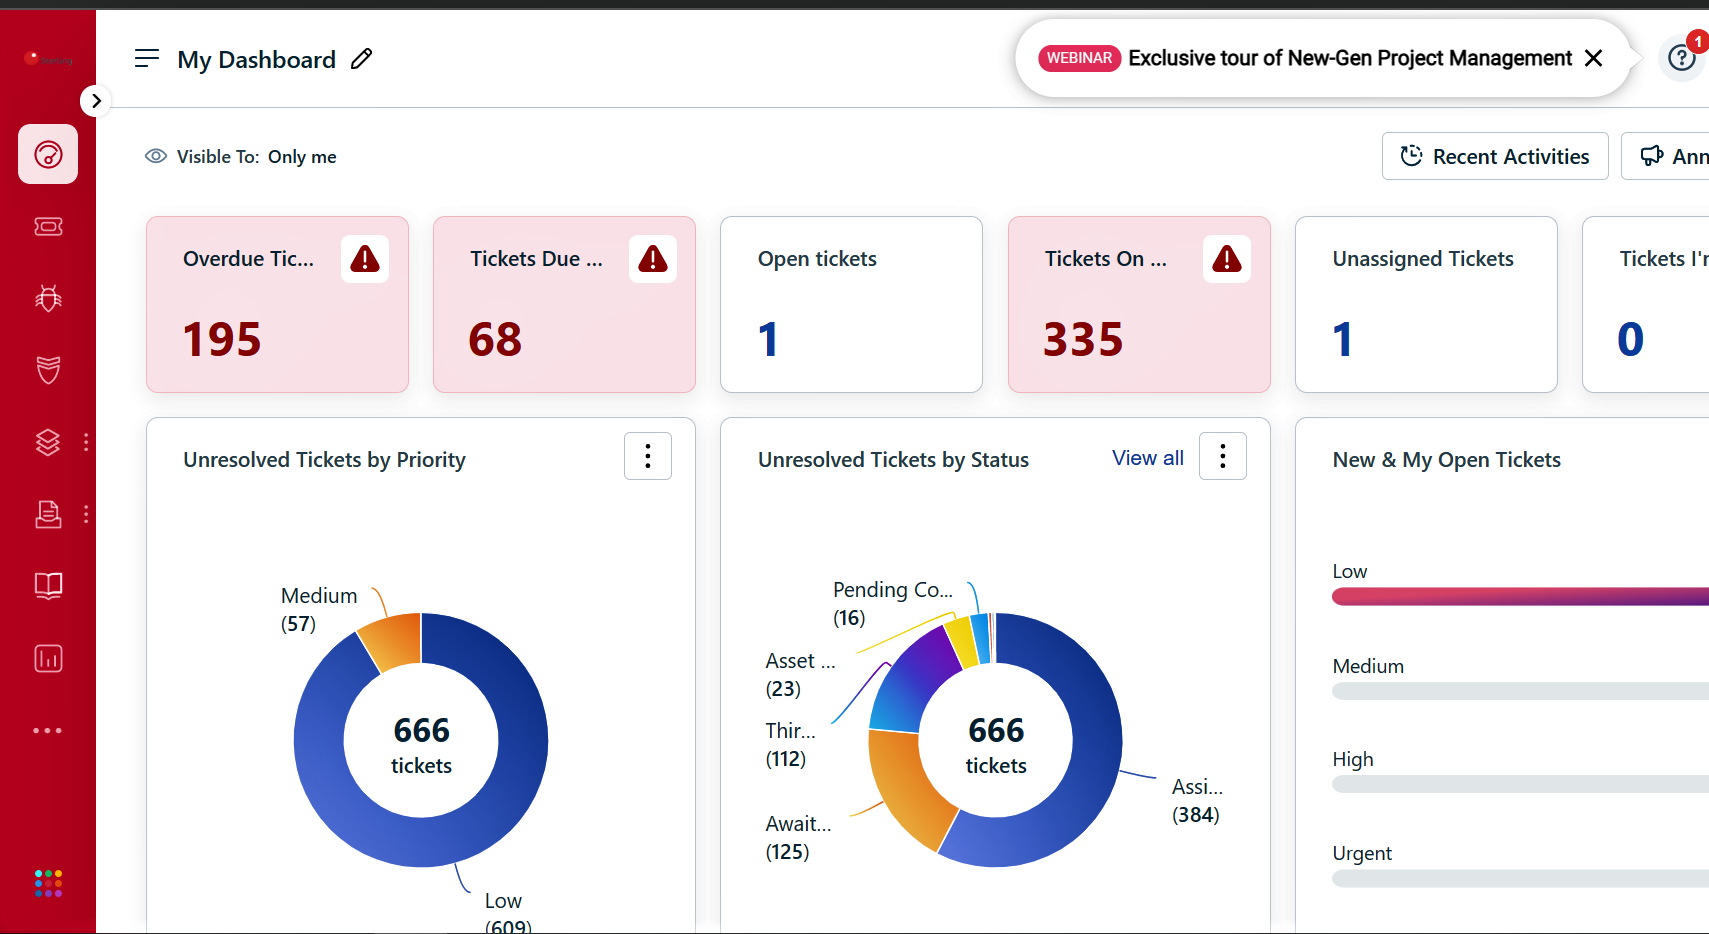 My Dashboard
WEBINAR Exclusive tour of New-Gen Project Management
1
Visible To: Only me
Recent Activities
Ann
Overdue Tic...
195
Tickets Due ...
68
Open tickets
1
Tickets On ...
335
Unassigned Tickets
1
Tickets I'r
0
Unresolved Tickets by Priority
Medium
(57)
666
tickets
Low
(609)
Unresolved Tickets by Status
View all
Pending Co...
(16)
Asset ...
(23)
Thir...
(112)
Await...
(125)
666
tickets
Assi...
(384)
New & My Open Tickets
Low
Medium
High
Urgent